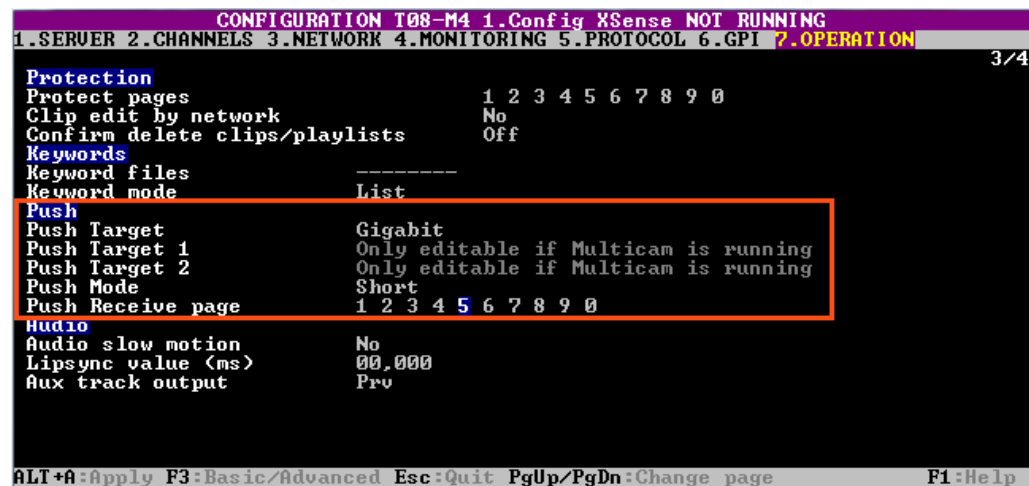 CONFIGURATION T08-M4 1.Config XSense NOT RUNNING
1.SERVER 2.CHANNELS 3.NETWORK 4.MONITORING 5.PROTOCOL 6.GPI 7.OPERATION
3/4
Protection
Protect pages 1 2 3 4 5 6 7 8 9 0
Clip edit by network No
Confirm delete clips/playlists Off
Keywords
Keyword files --------
Keyword mode List
Push
Push Target Gigabit
Push Target 1 Only editable if Multicam is running
Push Target 2 Only editable if Multicam is running
Push Mode Short
Push Receive page 1 2 3 4 5 6 7 8 9 0
Audio
Audio slow motion No
Lipsync value (ms) 00,000
Aux track output Prv
ALT+A:Apply F3:Basic/Advanced Esc:Quit PgUp/PgDn:Change page F1:Help